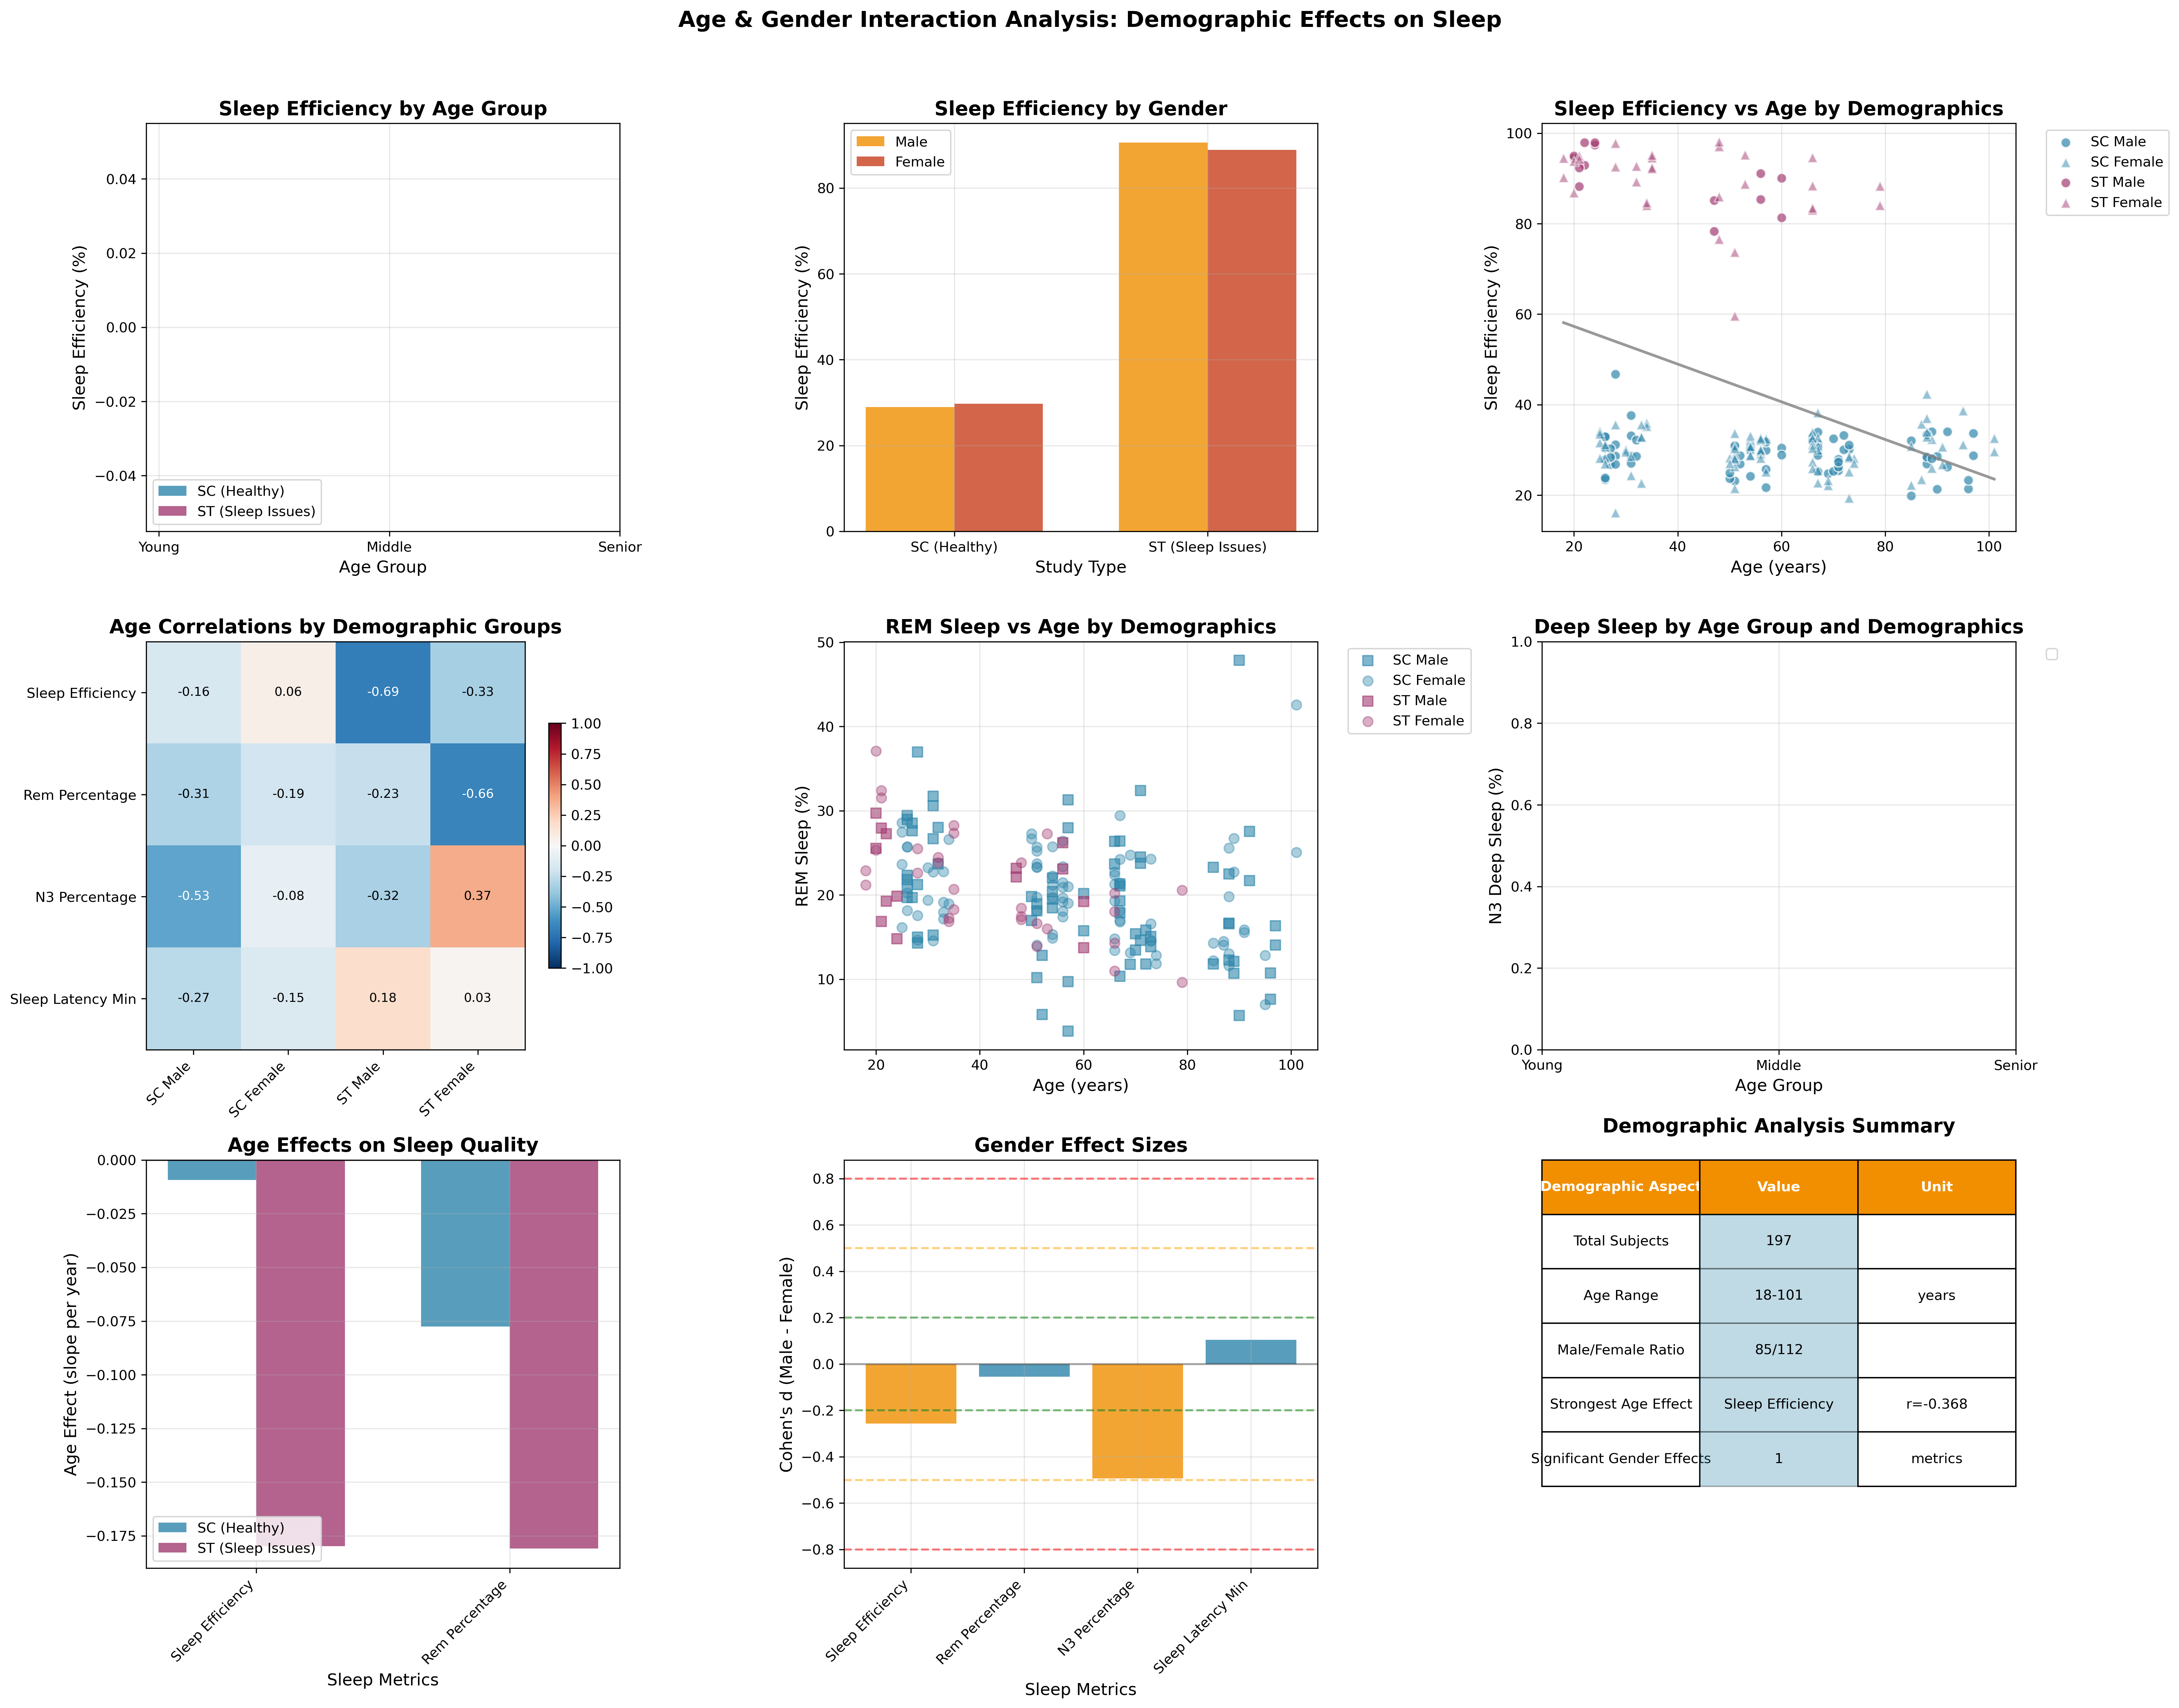 Age & Gender Interaction Analysis: Demographic Effects on Sleep
Sleep Efficiency by Age Group
Sleep Efficiency (%)
0.04
0.02
0.00
−0.02
−0.04
SC (Healthy)
ST (Sleep Issues)
Young Middle Senior
Age Group
Sleep Efficiency by Gender
Sleep Efficiency (%)
80
60
40
20
0
Male
Female
SC (Healthy) ST (Sleep Issues)
Study Type
Sleep Efficiency vs Age by Demographics
Sleep Efficiency (%)
100
80
60
40
20
20 40 60 80 100
Age (years)
SC Male
SC Female
ST Male
ST Female
Age Correlations by Demographic Groups
Sleep Efficiency -0.16 0.06 -0.69 -0.33
Rem Percentage -0.31 -0.19 -0.23 -0.66
N3 Percentage -0.53 -0.08 -0.32 0.37
Sleep Latency Min -0.27 -0.15 0.18 0.03
SC Male SC Female ST Male ST Female
1.00
0.75
0.50
0.25
0.00
−0.25
−0.50
−0.75
−1.00
REM Sleep vs Age by Demographics
REM Sleep (%)
50
40
30
20
10
20 40 60 80 100
Age (years)
SC Male
SC Female
ST Male
ST Female
Deep Sleep by Age Group and Demographics
N3 Deep Sleep (%)
1.0
0.8
0.6
0.4
0.2
0.0
Young Middle Senior
Age Group
Age Effects on Sleep Quality
Age Effect (slope per year)
0.000
−0.025
−0.050
−0.075
−0.100
−0.125
−0.150
−0.175
SC (Healthy)
ST (Sleep Issues)
Sleep Efficiency Rem Percentage
Sleep Metrics
Gender Effect Sizes
Cohen's d (Male - Female)
0.8
0.6
0.4
0.2
0.0
−0.2
−0.4
−0.6
−0.8
Sleep Efficiency Rem Percentage N3 Percentage Sleep Latency Min
Sleep Metrics
Demographic Analysis Summary
Demographic Aspect Value Unit
Total Subjects 197
Age Range 18-101 years
Male/Female Ratio 85/112
Strongest Age Effect Sleep Efficiency r=-0.368
Significant Gender Effects 1 metrics